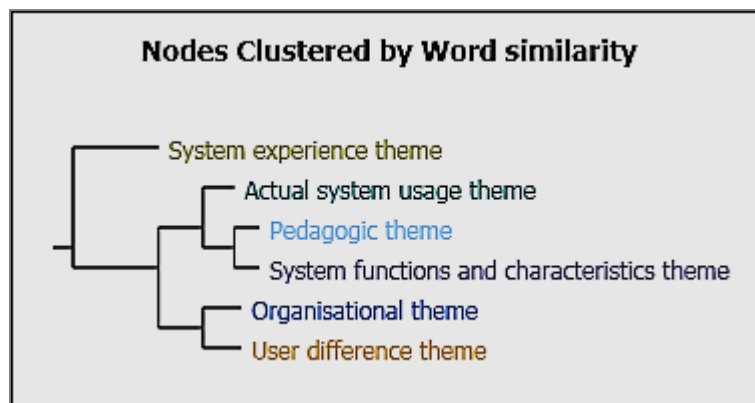 Nodes Clustered by Word similarity
System experience theme
Actual system usage theme
Pedagogic theme
System functions and characteristics theme
Organisational theme
User difference theme